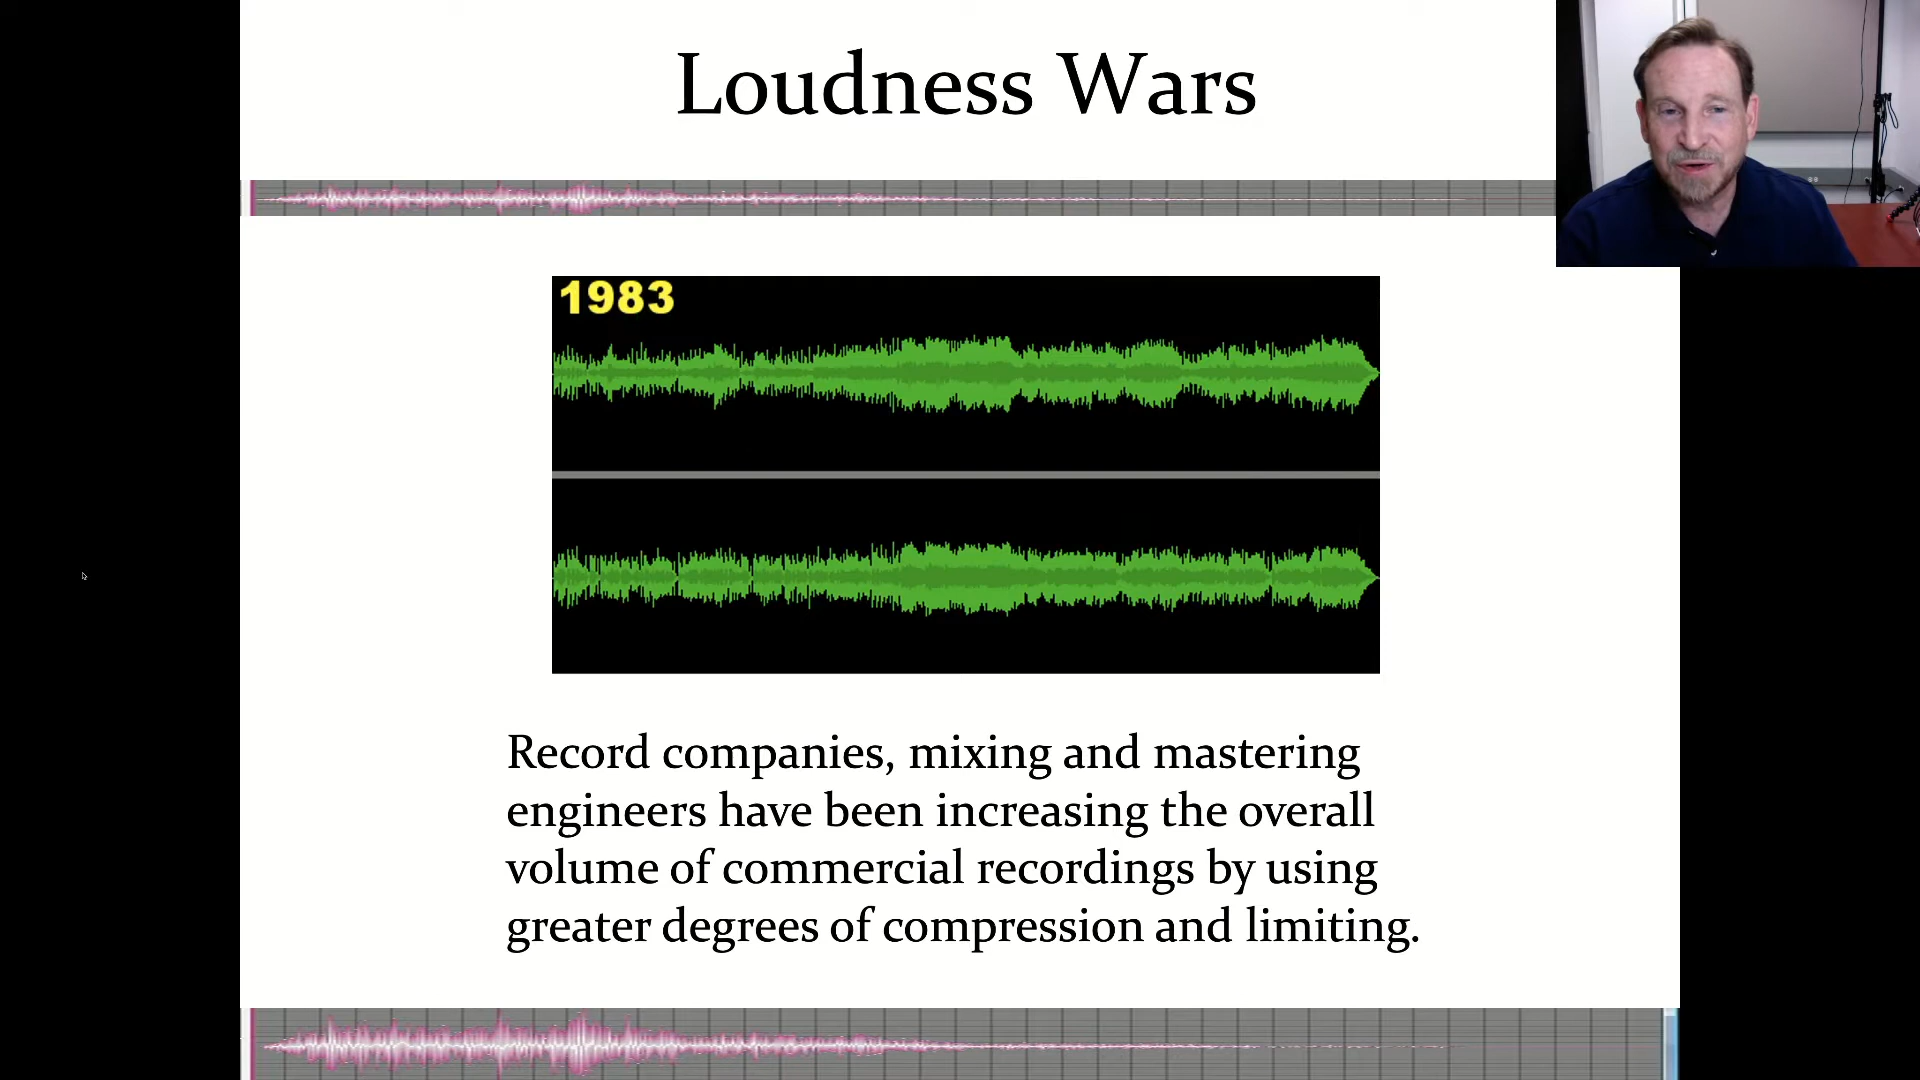 Loudness Wars
1983
Record companies, mixing and mastering
engineers have been increasing the overall
volume of commercial recordings by using
greater degrees of compression and limiting.